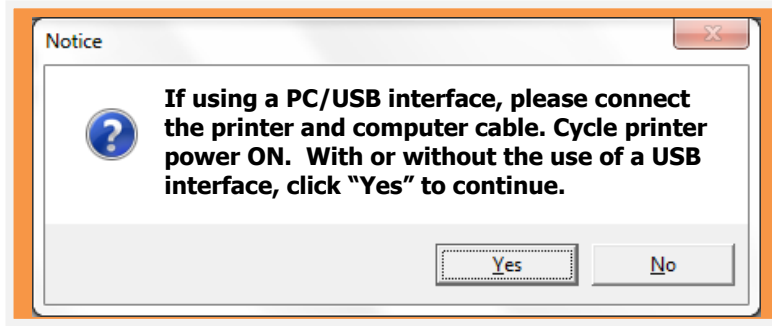 Notice
If using a PC/USB interface, please connect
the printer and computer cable. Cycle printer
power ON.  With or without the use of a USB
interface, click “Yes” to continue.
Yes No